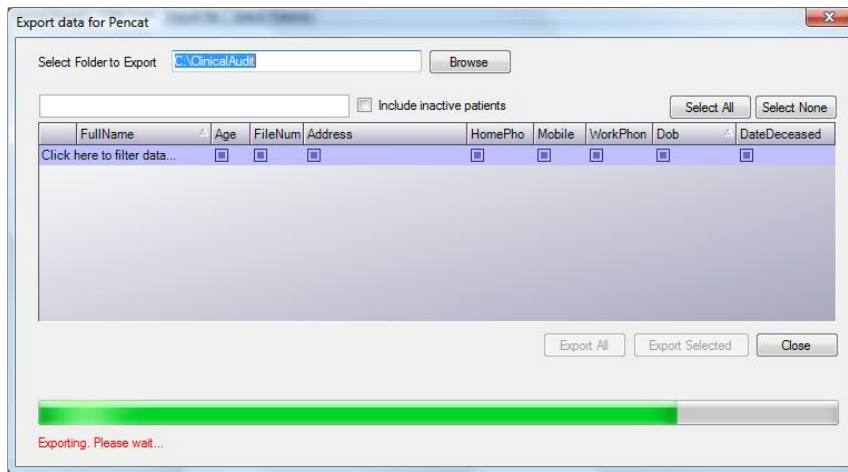 Export data for Pencat
Select Folder to Export C:\ClinicalAudit Browse
Include inactive patients Select All Select None
FullName Age FileNum Address HomePho Mobile WorkPhon Dob DateDeceased
Click here to filter data...
Export All Export Selected Close
Exporting. Please wait...